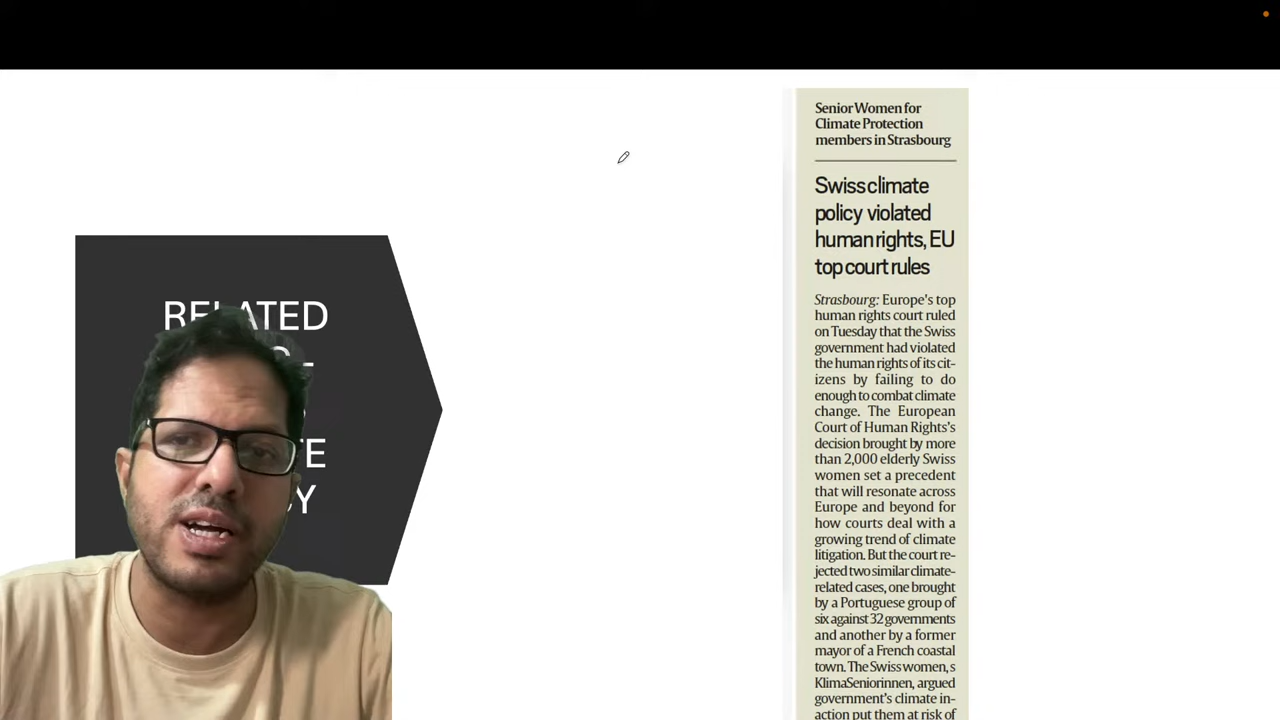 RELATED
TE
CY
Senior Women for
Climate Protection
members in Strasbourg
Swiss climate
policy violated
human rights, EU
top court rules
Strasbourg: Europe's top
human rights court ruled
on Tuesday that the Swiss
government had violated
the human rights of its cit-
izens by failing to do
enough to combat climate
change. The European
Court of Human Rights's
decision brought by more
than 2,000 elderly Swiss
women set a precedent
that will resonate across
Europe and beyond for
how courts deal with a
growing trend of climate
litigation. But the court re-
jected two similar climate-
related cases, one brought
by a Portuguese group of
six against 32 governments
and another by a former
mayor of a French coastal
town. The Swiss women, s
KlimaSeniorinnen, argued
government's climate in-
action put them at risk of